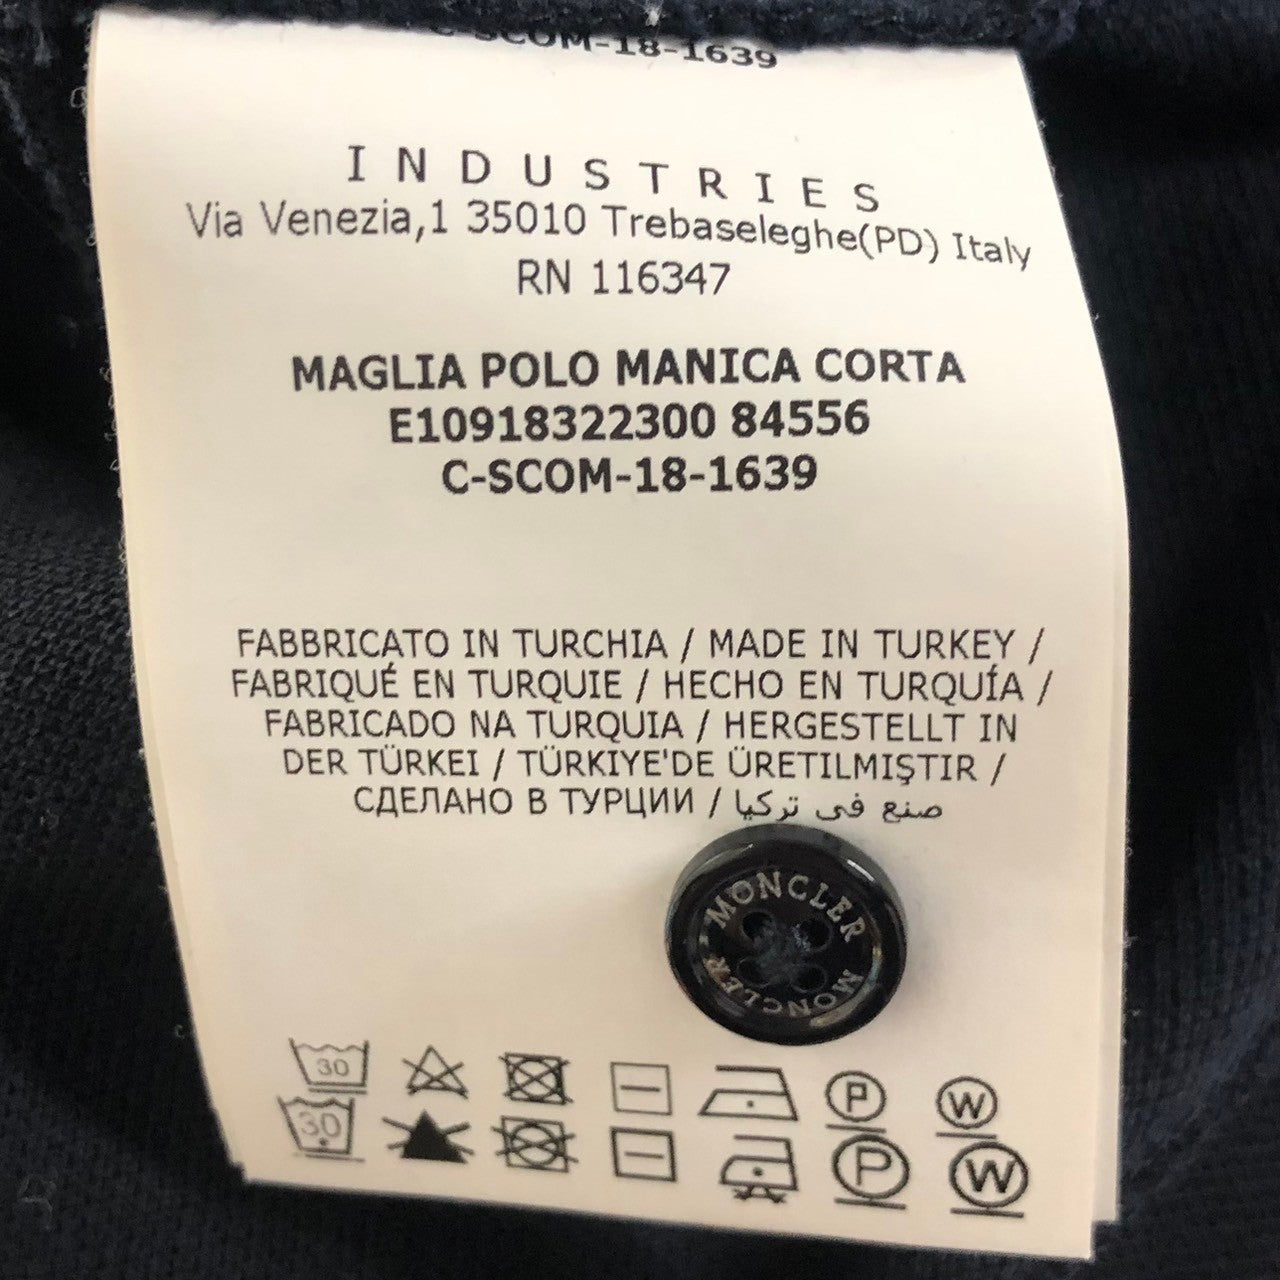 C-SCOM-18-1639
INDUSTRIES
Via Venezia,1 35010 Trebaseleghe(PD) Italy
RN 116347
MAGLIA POLO MANICA CORTA
E10918322300 84556
C-SCOM-18-1639
FABBRICATO IN TURCHIA / MADE IN TURKEY /
FABRIQUÉ EN TURQUIE / HECHO EN TURQUÍA /
FABRICADO NA TURQUIA / HERGESTELLT IN
DER TÜRKEI / TÜRKIYE'DE ÜRETILMIŞTIR /
СДЕЛАНО В ТУРЦИИ / صنع في تركيا
MONCLER
MONCLER
30 P W
30 P W